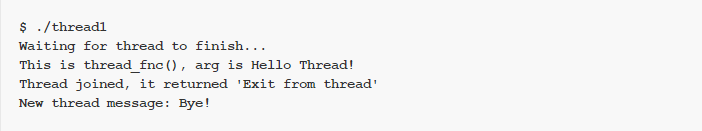 $ ./thread1
Waiting for thread to finish...
This is thread_fnc(), arg is Hello Thread!
Thread joined, it returned 'Exit from thread'
New thread message: Bye!